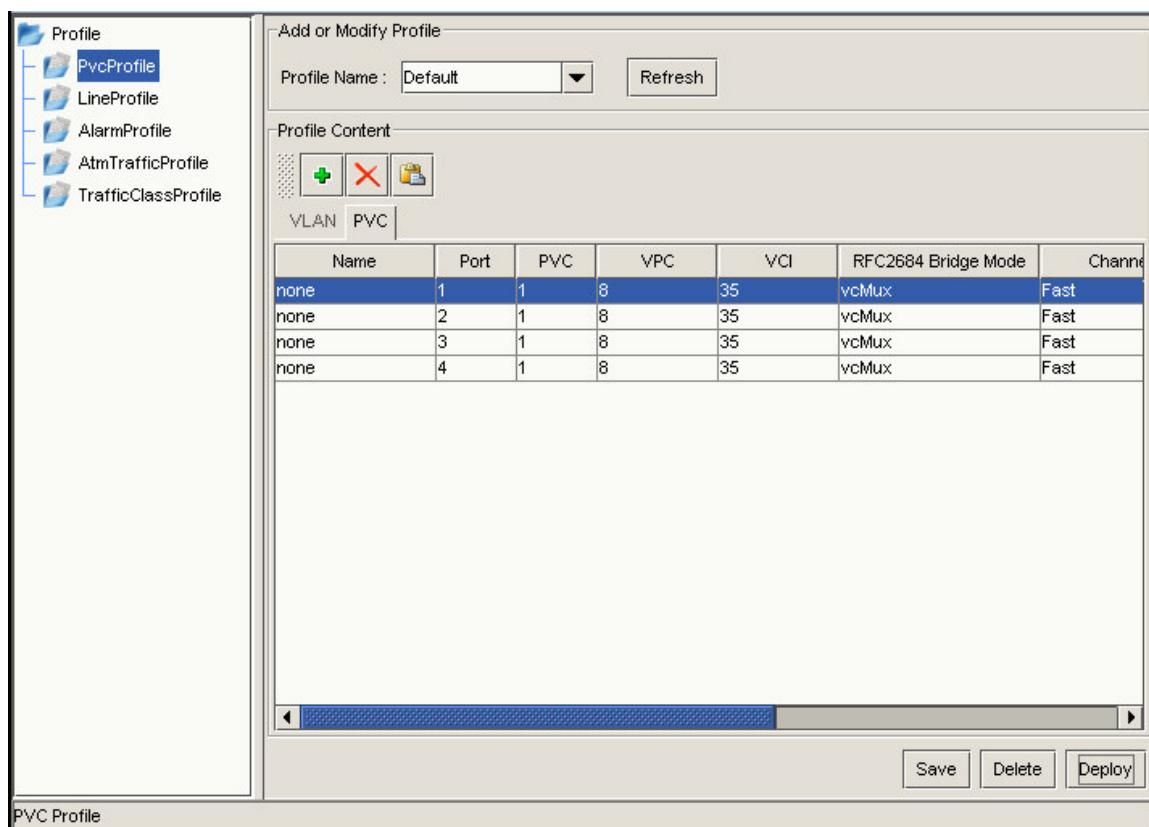 Profile
PvcProfile
LineProfile
AlarmProfile
AtmTrafficProfile
TrafficClassProfile
Add or Modify Profile
Profile Name : Default Refresh
Profile Content
VLAN PVC
Name Port PVC VPC VCI RFC2684 Bridge Mode Channe
none 1 1 8 35 vcMux Fast
none 2 1 8 35 vcMux Fast
none 3 1 8 35 vcMux Fast
none 4 1 8 35 vcMux Fast
Save Delete Deploy
PVC Profile